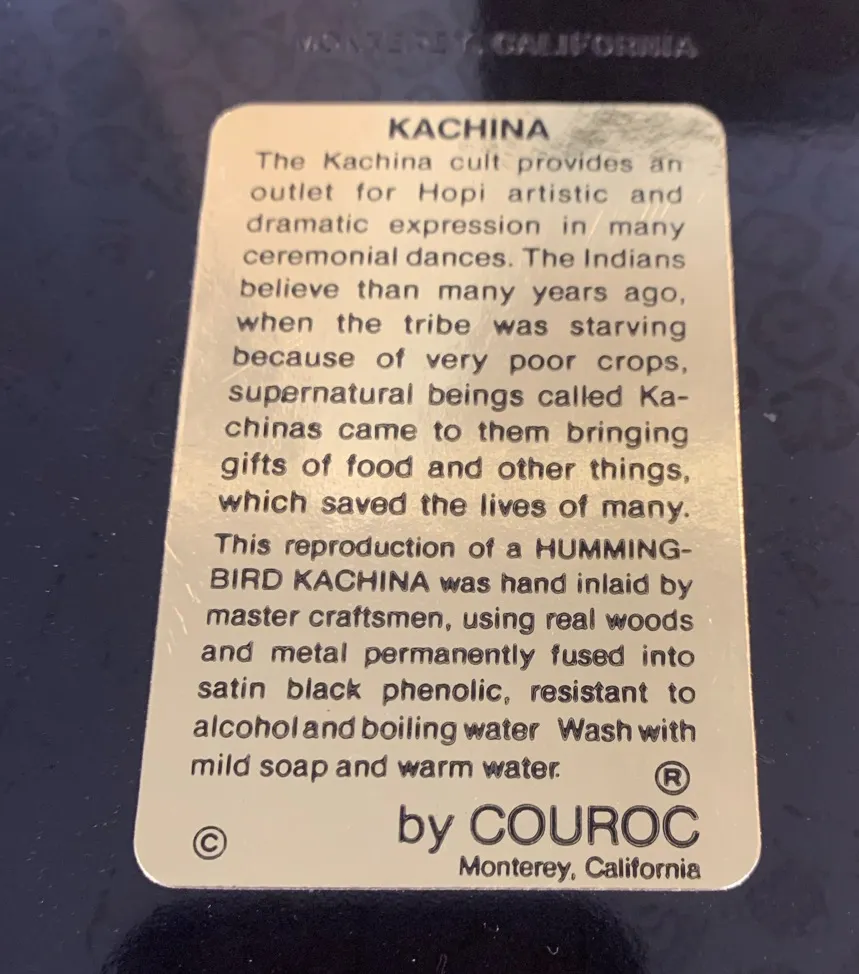 MONTEREY, CALIFORNIA
KACHINA
The Kachina cult provides an
outlet for Hopi artistic and
dramatic expression in many
ceremonial dances. The Indians
believe than many years ago,
when the tribe was starving
because of very poor crops,
supernatural beings called Ka-
chinas came to them bringing
gifts of food and other things,
which saved the lives of many.
This reproduction of a HUMMING-
BIRD KACHINA was hand inlaid by
master craftsmen, using real woods
and metal permanently fused into
satin black phenolic, resistant to
alcohol and boiling water Wash with
mild soap and warm water.
®
by COUROC
©
Monterey, California